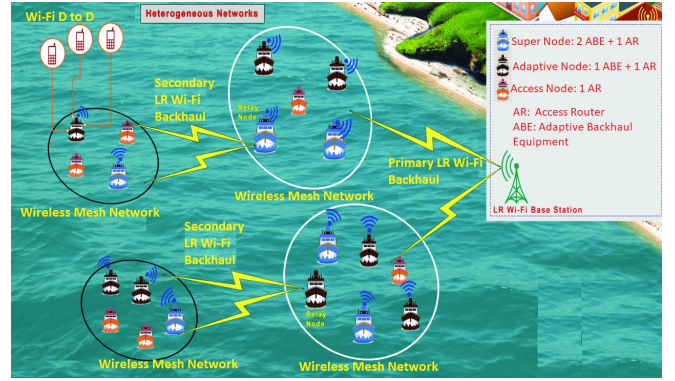 Wi-Fi D to D
Heterogeneous Networks
Super Node: 2 ABE + 1 AR
Adaptive Node: 1 ABE + 1 AR
Access Node: 1 AR
AR: Access Router
ABE: Adaptive Backhaul
Equipment
Secondary
LR Wi-Fi
Backhaul
Relay
Node
Primary LR Wi-Fi
Backhaul
LR Wi-Fi Base Station
Wireless Mesh Network
Wireless Mesh Network
Secondary
LR Wi-Fi
Backhaul
Relay
Node
Wireless Mesh Network
Wireless Mesh Network